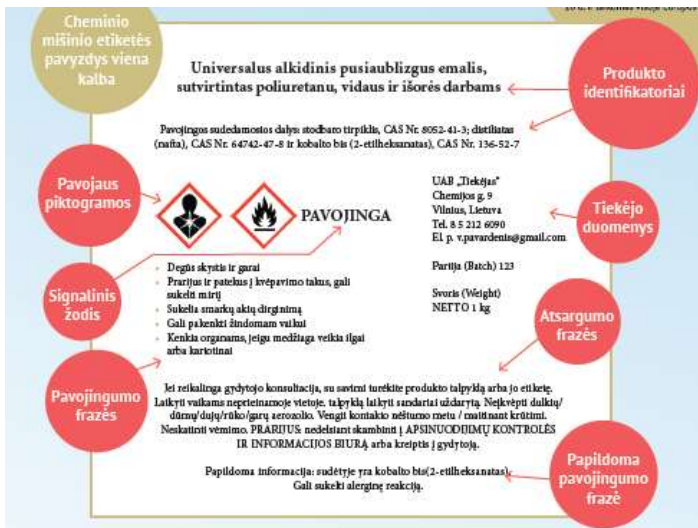 Cheminio
mišinio etiketės
pavyzdys viena
kalba
Universalus alkidinis pusiaublizgus emalis,
sutvirtintas poliuretanu, vidaus ir išorės darbams
Produkto
identifikatoriai
Pavojingos sudedamosios dalys: stodbaro tirpiklis, CAS Nr. 8052-41-3; distiliatas
(nafta), CAS Nr. 64742-47-8 ir kobalto bis (2-etilheksanatas), CAS Nr. 136-52-7
Pavojaus
piktogramos
PAVOJINGA
UAB „Tiekėjas“
Chemijos g. 9
Vilnius, Lietuva
Tel. 8 5 212 6090
El. p. v.pavardenis@gmail.com
Partija (Batch) 123
Svoris (Weight)
NETTO 1 kg
Tiekėjo
duomenys
Signalinis
žodis
Degūs skystis ir garai
Prarijus ir patekus į kvėpavimo takus, gali
sukelti mirtį
Sukelia smarkų akių dirginimą
Gali pakenkti žindomam vaikui
Kenkia organams, jeigu medžiaga veikia ilgai
arba kartotinai
Atsargumo
frazės
Pavojingumo
frazės
Jei reikalinga gydytojo konsultacija, su savimi turėkite produkto talpyklą arba jo etiketę.
Laikyti vaikams neprieinamoje vietoje, talpyklą laikyti sandariai uždarytą. Neįkvėpti dulkių/
dūmų/dujų/rūko/garų aerozolio. Vengti kontakto nėštumo metu / maitinant krūtimi.
Neskatinti vėmimo. PRARIJUS: nedelsiant skambinti į APSINUODIJIMŲ KONTROLĖS
IR INFORMACIJOS BIURĄ arba kreiptis į gydytoją.
Papildoma informacija: sudėtyje yra kobalto bis(2-etilheksanatas).
Gali sukelti alerginę reakciją.
Papildoma
pavojingumo
frazė